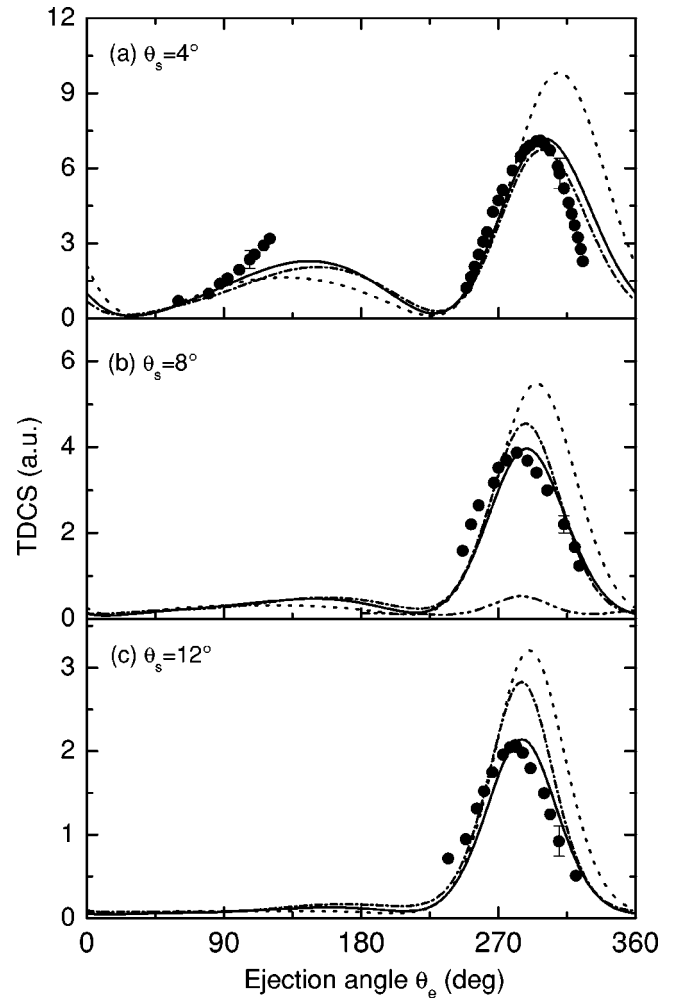 12
(a) θs=4°
9
6
3
0
(b) θs=8°
6
4
2
0
TDCS (a.u.)
(c) θs=12°
3
2
1
0
0 90 180 270 360
Ejection angle θe (deg)